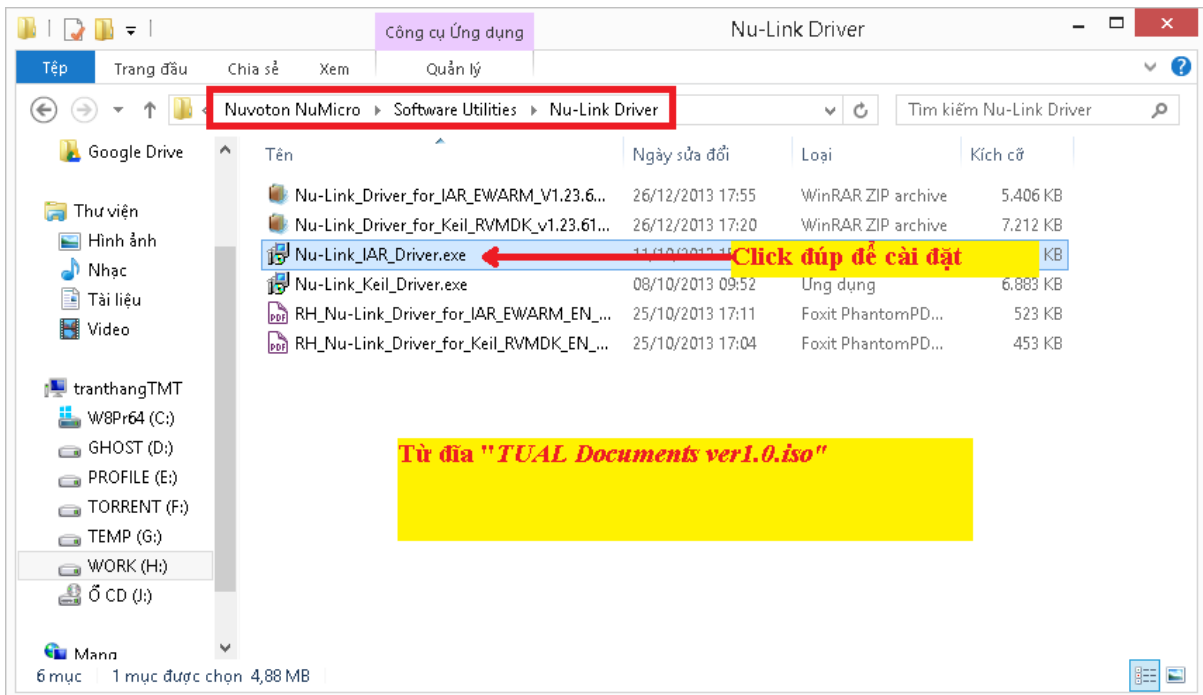 Công cụ Ứng dụng
Nu-Link Driver
Tệp Trang đầu Chia sẻ Xem Quản lý
Nuvoton NuMicro Software Utilities Nu-Link Driver
Tìm kiếm Nu-Link Driver
Google Drive
Thư viện
Hình ảnh
Nhạc
Tài liệu
Video
tranthangTMT
W8Pr64 (C:)
GHOST (D:)
PROFILE (E:)
TORRENT (F:)
TEMP (G:)
WORK (H:)
Ổ CD (J:)
Mạng
Tên Ngày sửa đổi Loại Kích cỡ
Nu-Link_Driver_for_IAR_EWARM_V1.23.6... 26/12/2013 17:55 WinRAR ZIP archive 5.406 KB
Nu-Link_Driver_for_Keil_RVMDK_v1.23.61... 26/12/2013 17:20 WinRAR ZIP archive 7.212 KB
Nu-Link_IAR_Driver.exe KB
Click đúp để cài đặt
Nu-Link_Keil_Driver.exe 08/10/2013 09:52 Ứng dụng 6.883 KB
RH_Nu-Link_Driver_for_IAR_EWARM_EN_... 25/10/2013 17:11 Foxit PhantomPD... 523 KB
RH_Nu-Link_Driver_for_Keil_RVMDK_EN_... 25/10/2013 17:04 Foxit PhantomPD... 453 KB
Từ đĩa "TUAL Documents ver1.0.iso"
6 mục 1 mục được chọn 4,88 MB